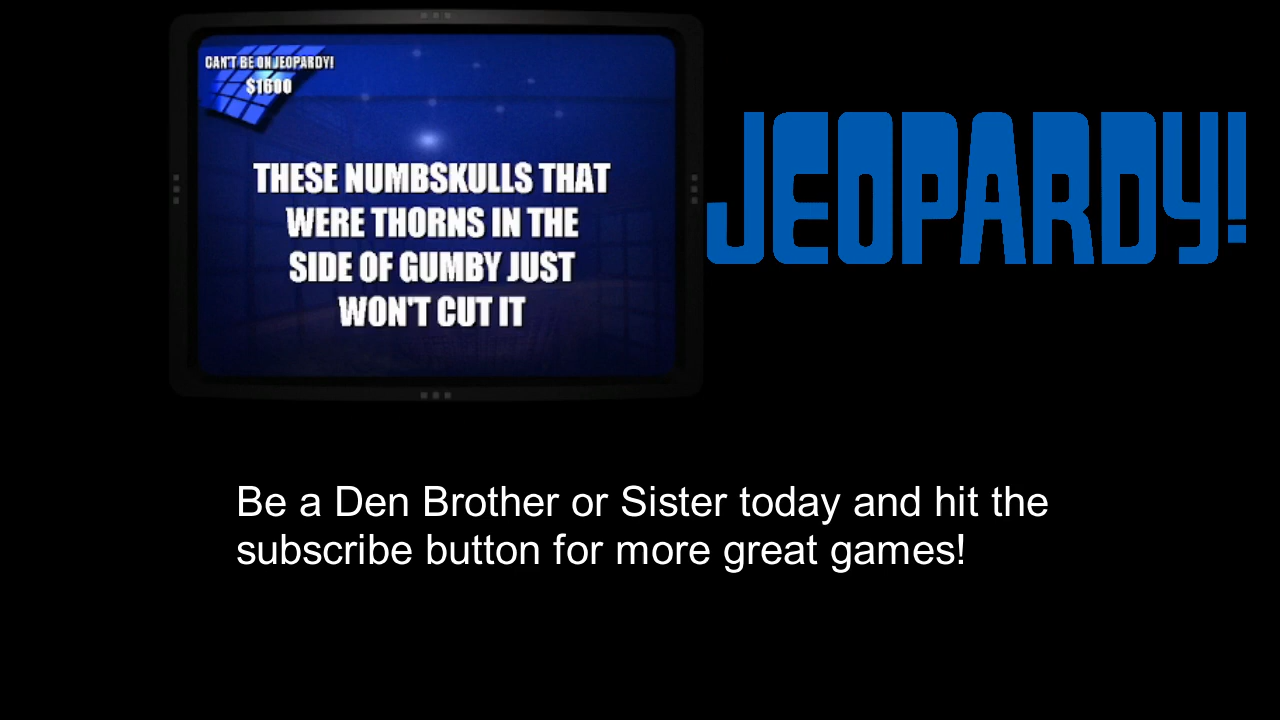 CAN'T BE ON JEOPARDY!
$1600
THESE NUMBSKULLS THAT
WERE THORNS IN THE
SIDE OF GUMBY JUST
WON'T CUT IT
JEOPARDY!
Be a Den Brother or Sister today and hit the
subscribe button for more great games!